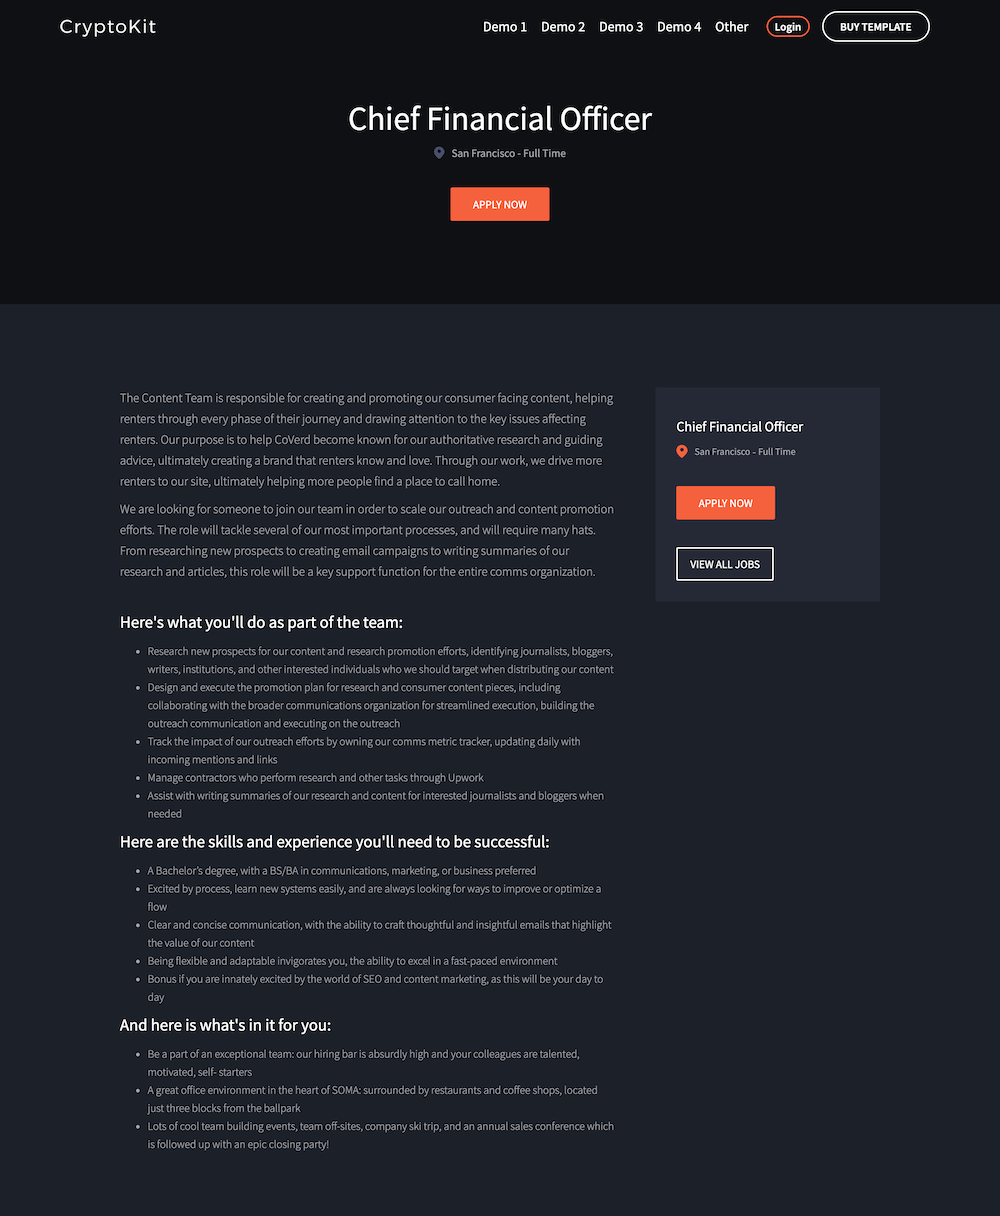 CryptoKit
Demo 1 Demo 2 Demo 3 Demo 4 Other Login BUY TEMPLATE
Chief Financial Officer
San Francisco - Full Time
APPLY NOW
The Content Team is responsible for creating and promoting our consumer facing content, helping
renters through every phase of their journey and drawing attention to the key issues affecting
renters. Our purpose is to help CoVerd become known for our authoritative research and guiding
advice, ultimately creating a brand that renters know and love. Through our work, we drive more
renters to our site, ultimately helping more people find a place to call home.
We are looking for someone to join our team in order to scale our outreach and content promotion
efforts. The role will tackle several of our most important processes, and will require many hats.
From researching new prospects to creating email campaigns to writing summaries of our
research and articles, this role will be a key support function for the entire comms organization.
Here's what you'll do as part of the team:
• Research new prospects for our content and research promotion efforts, identifying journalists, bloggers,
writers, institutions, and other interested individuals who we should target when distributing our content
• Design and execute the promotion plan for research and consumer content pieces, including
collaborating with the broader communications organization for streamlined execution, building the
outreach communication and executing on the outreach
• Track the impact of our outreach efforts by owning our comms metric tracker, updating daily with
incoming mentions and links
• Manage contractors who perform research and other tasks through Upwork
• Assist with writing summaries of our research and content for interested journalists and bloggers when
needed
Here are the skills and experience you'll need to be successful:
• A Bachelor's degree, with a BS/BA in communications, marketing, or business preferred
• Excited by process, learn new systems easily, and are always looking for ways to improve or optimize a
flow
• Clear and concise communication, with the ability to craft thoughtful and insightful emails that highlight
the value of our content
• Being flexible and adaptable invigorates you, the ability to excel in a fast-paced environment
• Bonus if you are innately excited by the world of SEO and content marketing, as this will be your day to
day
And here is what's in it for you:
• Be a part of an exceptional team: our hiring bar is absurdly high and your colleagues are talented,
motivated, self- starters
• A great office environment in the heart of SOMA: surrounded by restaurants and coffee shops, located
just three blocks from the ballpark
• Lots of cool team building events, team off-sites, company ski trip, and an annual sales conference which
is followed up with an epic closing party!
Chief Financial Officer
San Francisco - Full Time
APPLY NOW
VIEW ALL JOBS